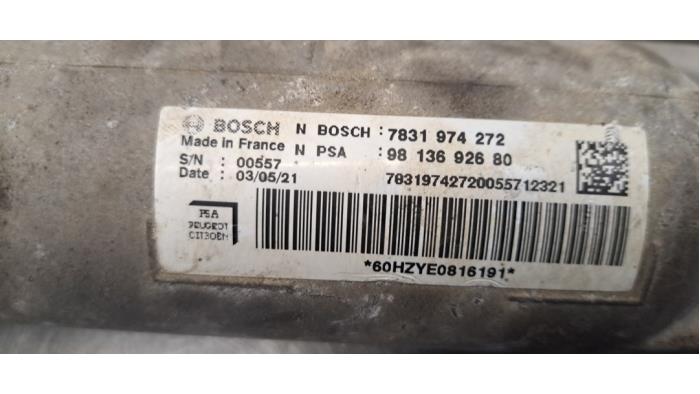 BOSCH N BOSCH : 7831 974 272
Made in France N PSA : 98 136 926 80
S/N : 00557
Date : 03/05/21 78319742720055712321
PSA
PEUGEOT
CITROËN
*60HZYE0816191*